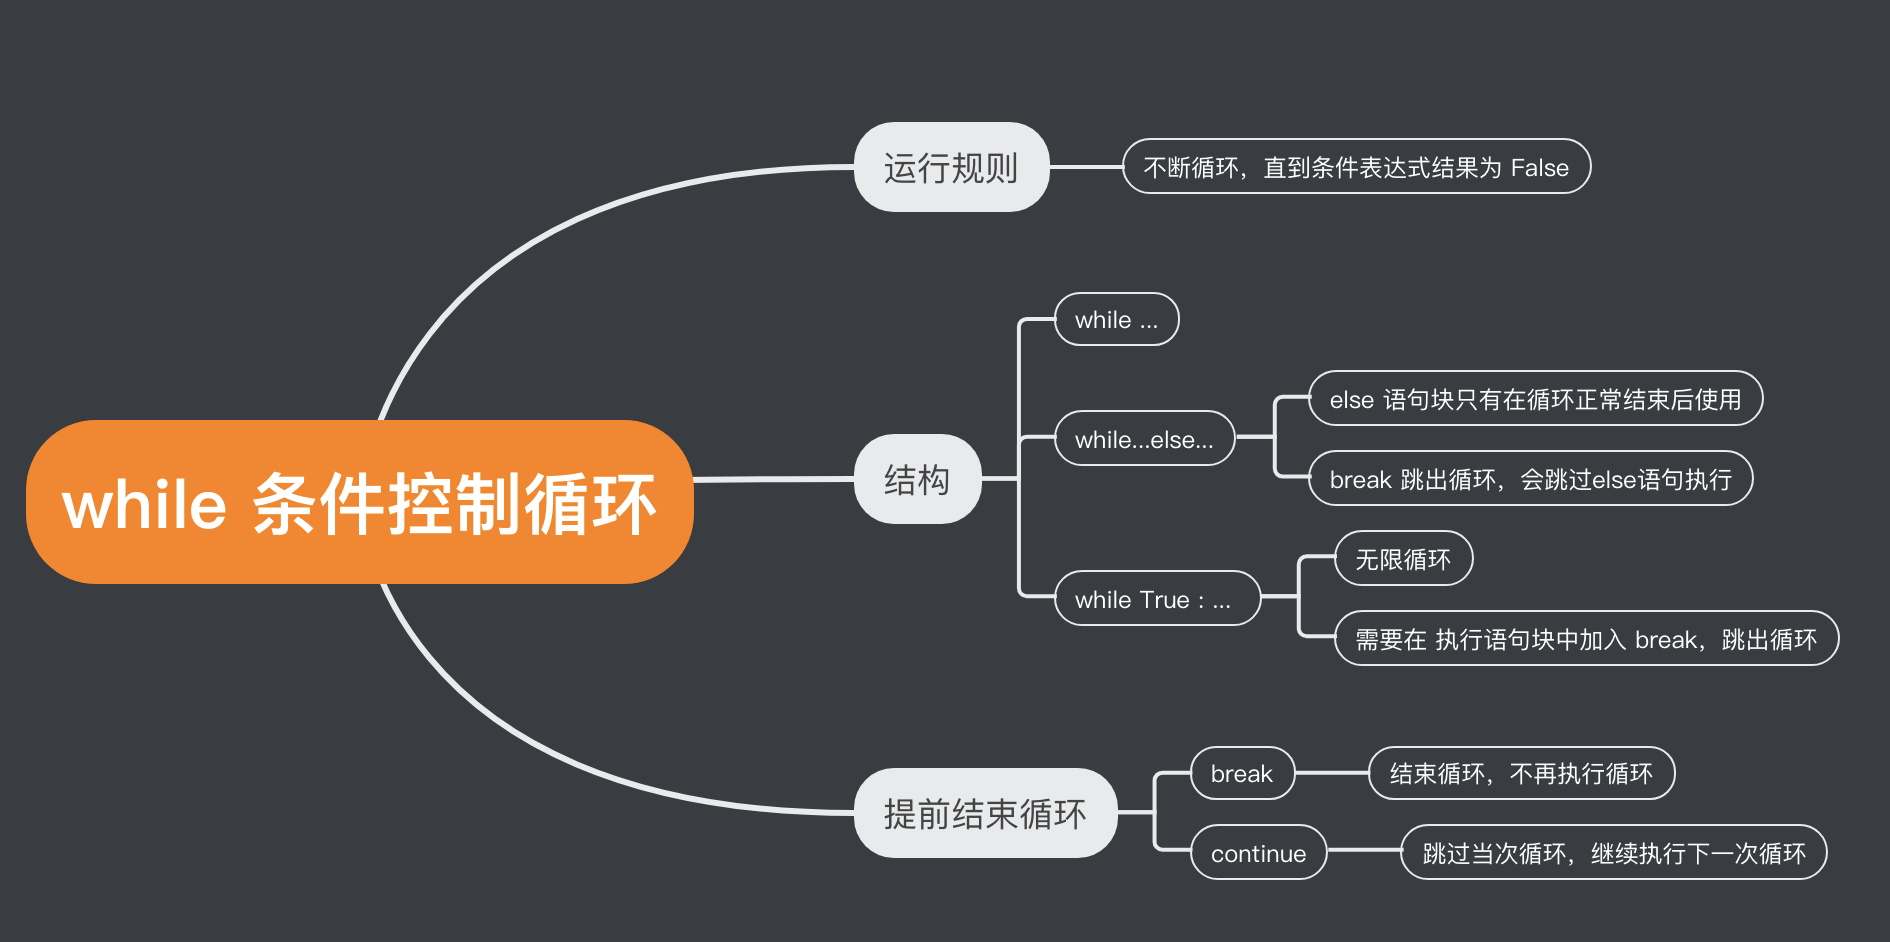 while 条件控制循环
运行规则
不断循环，直到条件表达式结果为 False
结构
while ...
while...else...
else 语句块只有在循环正常结束后使用
break 跳出循环，会跳过else语句执行
while True : ...
无限循环
需要在 执行语句块中加入 break，跳出循环
提前结束循环
break
结束循环，不再执行循环
continue
跳过当次循环，继续执行下一次循环